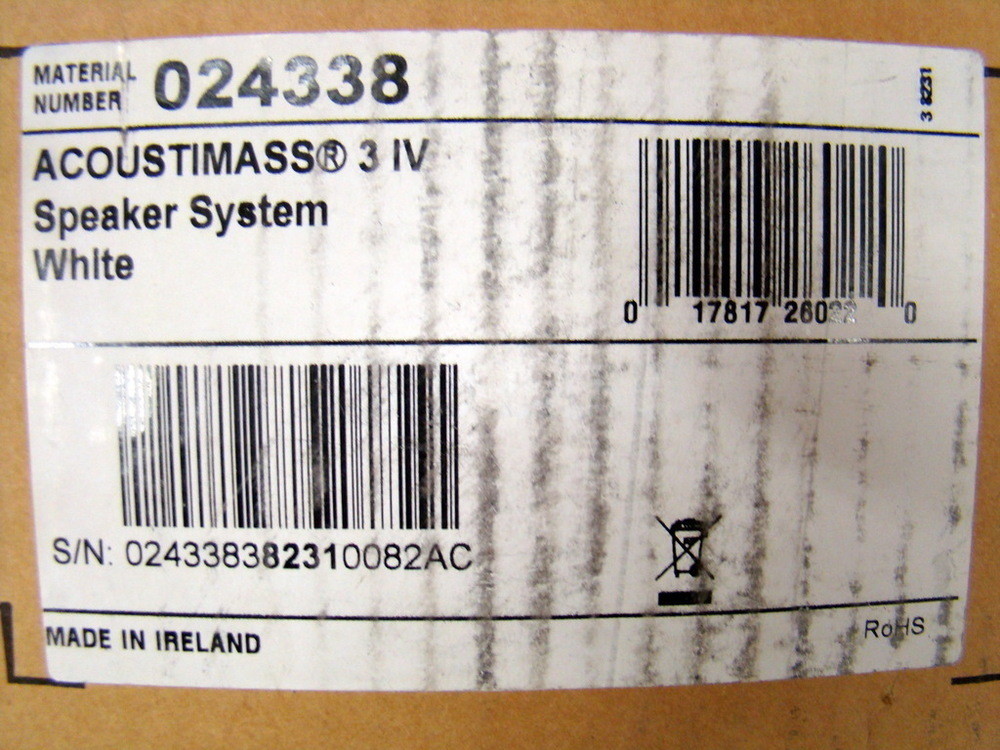 MATERIAL
NUMBER 024338
3 8231
ACOUSTIMASS® 3 IV
Speaker System
White
0 17817 26022 0
S/N: 024338382310082AC
MADE IN IRELAND
RoHS